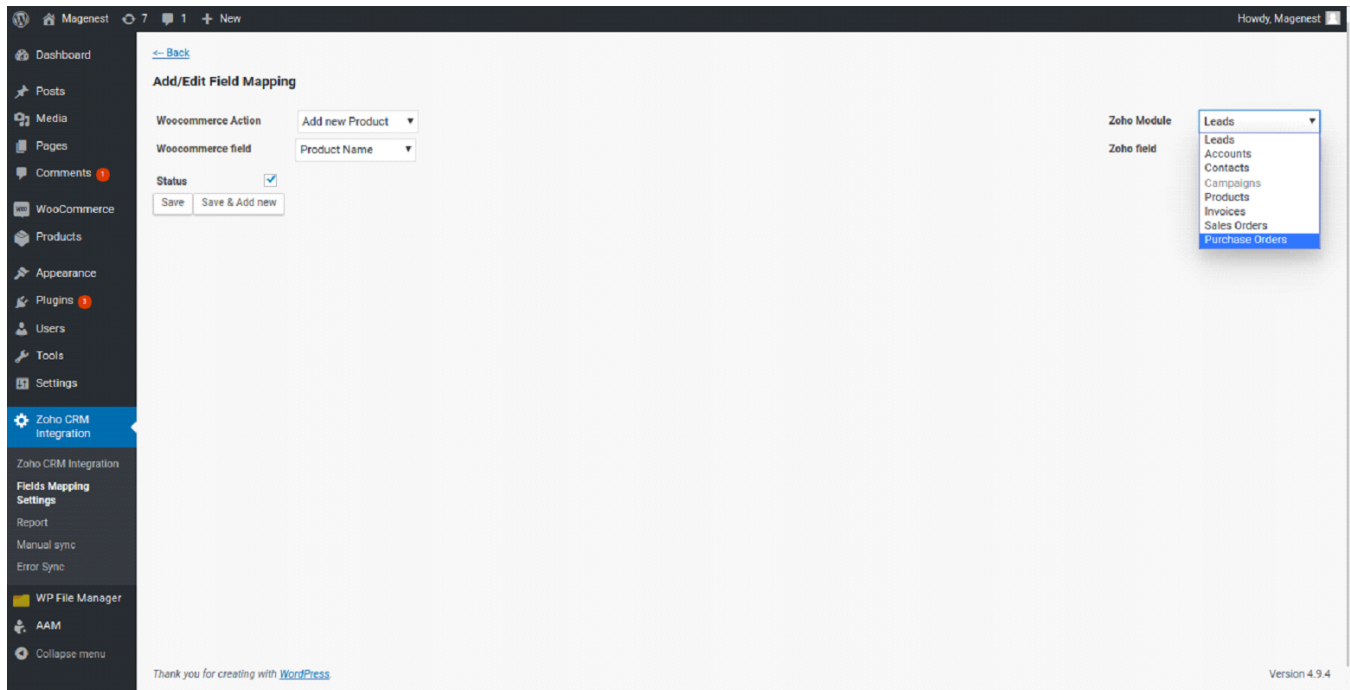 Magenest 7 1 + New Howdy, Magenest
Dashboard
Posts
Media
Pages
Comments 1
WooCommerce
Products
Appearance
Plugins
Users
Tools
Settings
Zoho CRM
Integration
Zoho CRM Integration
Fields Mapping
Settings
Report
Manual sync
Error Sync
WP File Manager
AAM
Collapse menu
<-- Back
Add/Edit Field Mapping
Woocommerce Action Add new Product
Woocommerce field Product Name
Status
Save Save & Add new
Zoho Module Leads
Zoho field
Leads
Accounts
Contacts
Campaigns
Products
Invoices
Sales Orders
Purchase Orders
Thank you for creating with WordPress.
Version 4.9.4